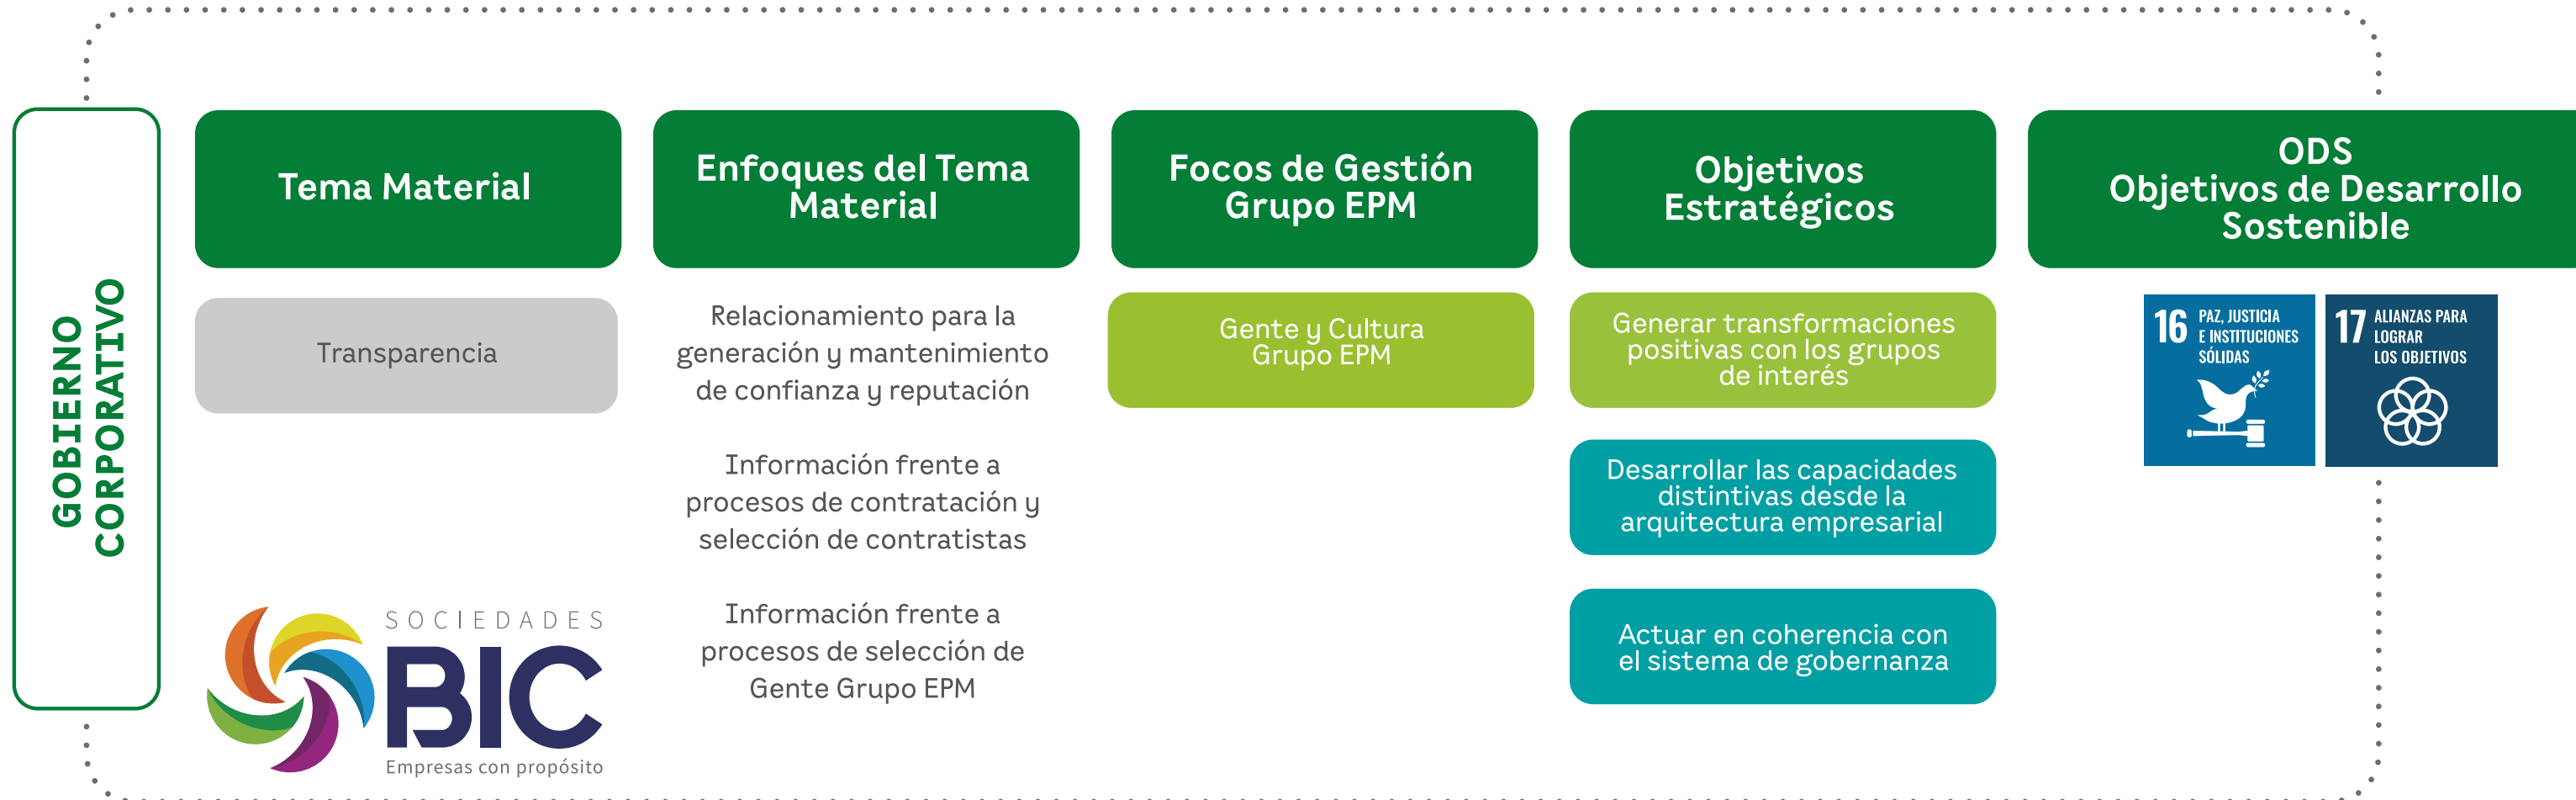 GOBIERNO
CORPORATIVO
Tema Material
Transparencia
Enfoques del Tema
Material
Relacionamiento para la
generación y mantenimiento
de confianza y reputación
Información frente a
procesos de contratación y
selección de contratistas
Información frente a
procesos de selección de
Gente Grupo EPM
Focos de Gestión
Grupo EPM
Gente y Cultura
Grupo EPM
Objetivos
Estratégicos
Generar transformaciones
positivas con los grupos
de interés
Desarrollar las capacidades
distintivas desde la
arquitectura empresarial
Actuar en coherencia con
el sistema de gobernanza
ODS
Objetivos de Desarrollo
Sostenible
16 PAZ, JUSTICIA
E INSTITUCIONES
SÓLIDAS
17 ALIANZAS PARA
LOGRAR
LOS OBJETIVOS
SOCIEDADES
BIC
Empresas con propósito